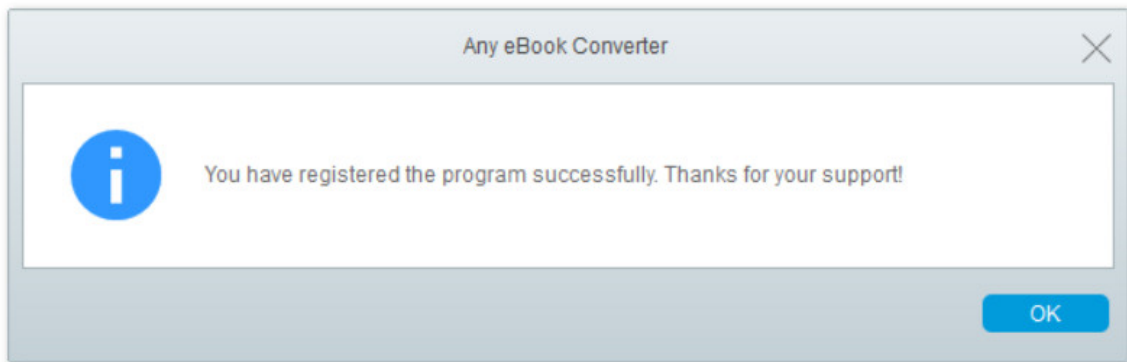 Any eBook Converter
You have registered the program successfully. Thanks for your support!
OK